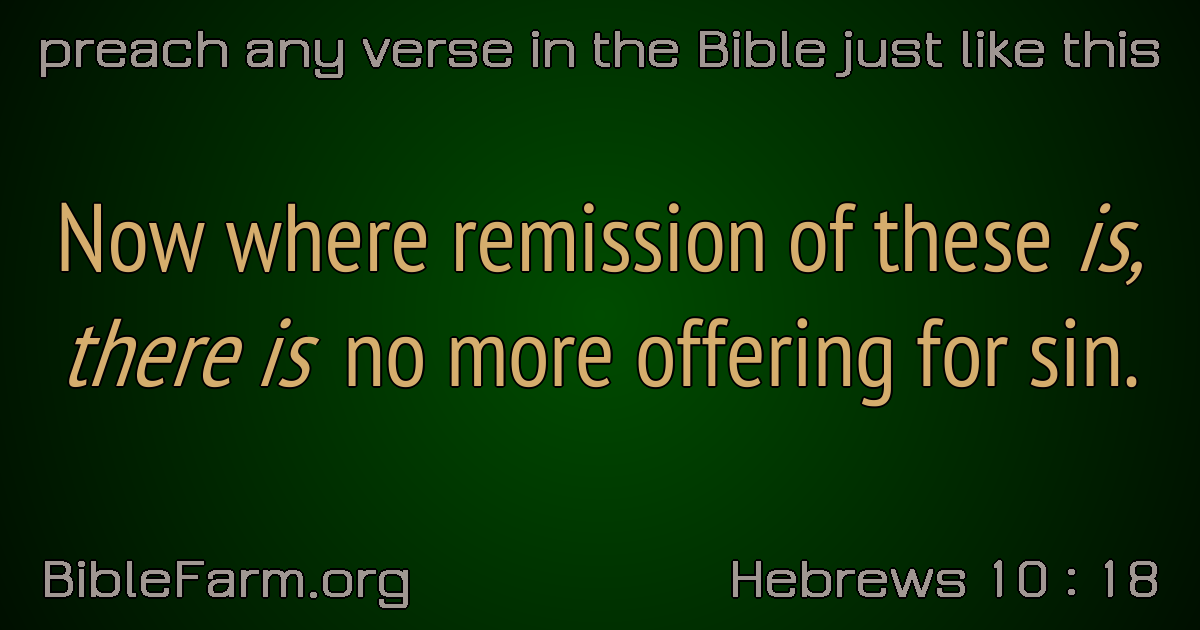 preach any verse in the Bible just like this
Now where remission of these is,
there is no more offering for sin.
BibleFarm.org
Hebrews 10 : 18